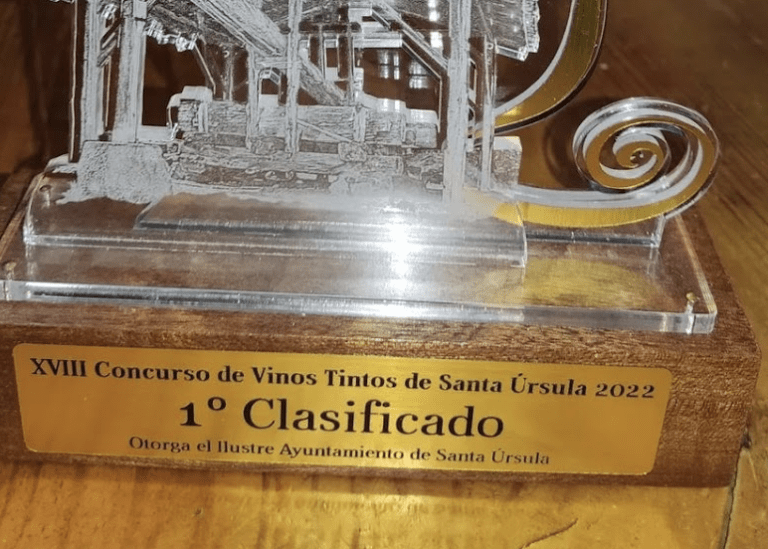 XVIII Concurso de Vinos Tintos de Santa Úrsula 2022
1º Clasificado
Otorga el Ilustre Ayuntamiento de Santa Úrsula